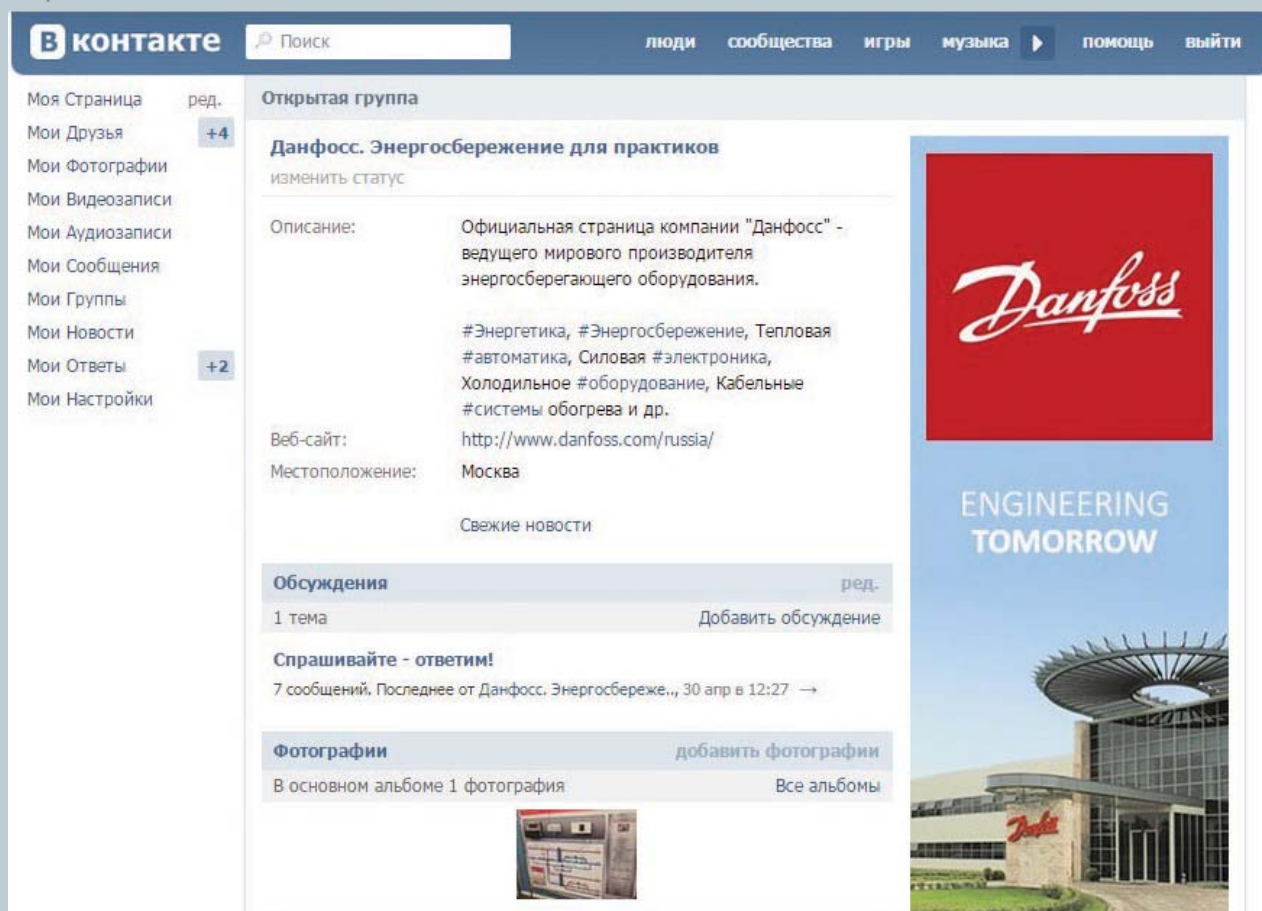 В контакте
Поиск
люди сообщества игры музыка помощь выйти
Моя Страница ред.
Мои Друзья +4
Мои Фотографии
Мои Видеозаписи
Мои Аудиозаписи
Мои Сообщения
Мои Группы
Мои Новости
Мои Ответы +2
Мои Настройки
Открытая группа
Данфосс. Энергосбережение для практиков
изменить статус
Описание: Официальная страница компании "Данфосс" -
ведущего мирового производителя
энергосберегающего оборудования.
#Энергетика, #Энергосбережение, Тепловая
#автоматика, Силовая #электроника,
Холодильное #оборудование, Кабельные
#системы обогрева и др.
Веб-сайт: http://www.danfoss.com/russia/
Местоположение: Москва
Свежие новости
Обсуждения ред.
1 тема Добавить обсуждение
Спрашивайте - ответим!
7 сообщений. Последнее от Данфосс. Энергосбереже.., 30 апр в 12:27 →
Фотографии добавить фотографии
В основном альбоме 1 фотография Все альбомы
Danfoss
ENGINEERING
TOMORROW
Danfoss